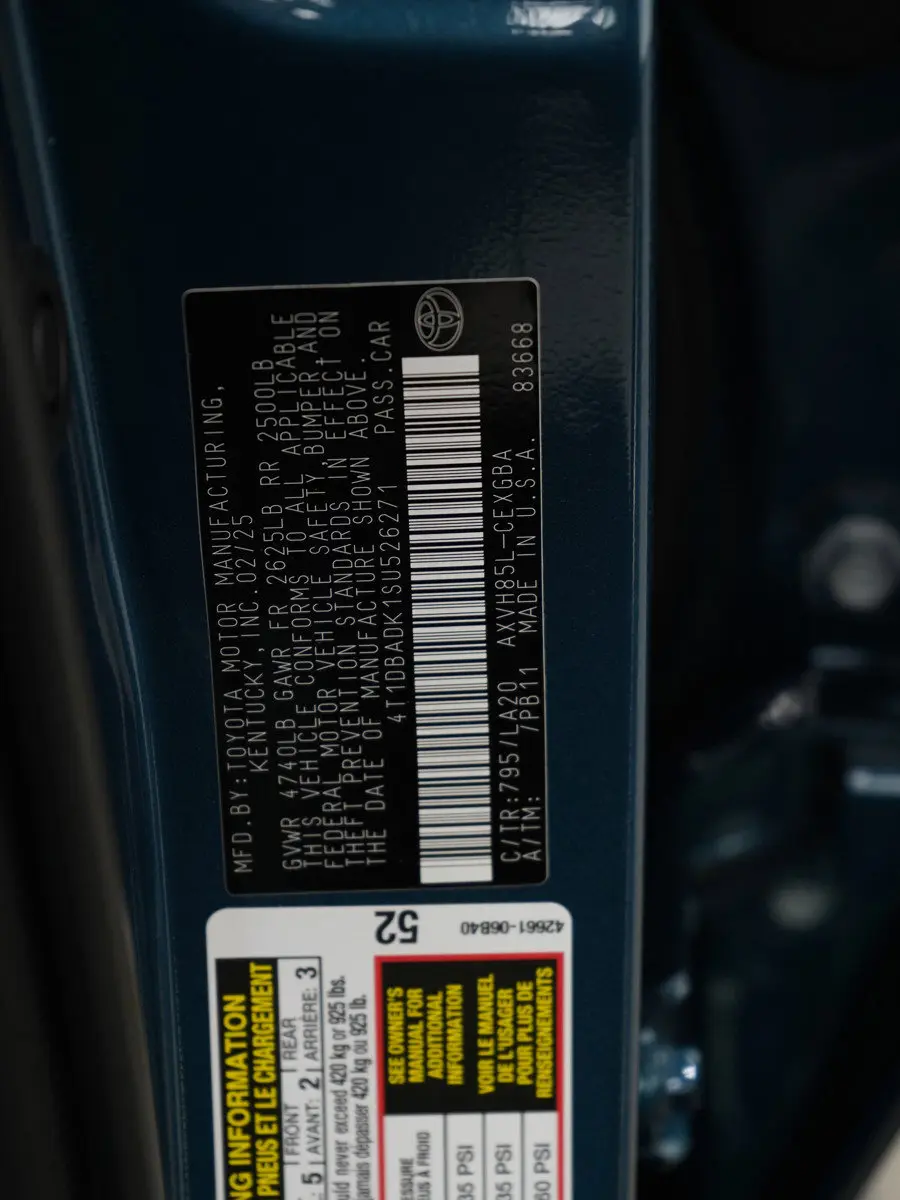 MFD.BY:TOYOTA MOTOR MANUFACTURING,
KENTUCKY, INC.02/25
GVWR 4740LB GAWR FR 2625LB RR 2500LB
THIS VEHICLE CONFORMS TO ALL APPLICABLE
FEDERAL MOTOR VEHICLE SAFETY, BUMPER, AND
THEFT PREVENTION STANDARDS IN EFFECT ON
THE DATE OF MANUFACTURE SHOWN ABOVE.
4T1DBADK1SU526271 PASS.CAR
C/TR:795/LA20 AXVH85L-CEXGBA
A/TM: 7PB11 MADE IN U.S.A. 83668
52
42661-06B40
NG INFORMATION
PNEUS ET LE CHARGEMENT
5 FRONT AVANT: 2 REAR ARRIÈRE: 3
uld never exceed 420 kg or 925 lbs.
jamais dépasser 420 kg ou 925 lb.
SEE OWNER'S
MANUAL FOR
ADDITIONAL
INFORMATION
VOIR LE MANUEL
DE L'USAGER
POUR PLUS DE
RENSEIGNEMENTS
ESSURE
US À FROID
35 PSI
35 PSI
60 PSI